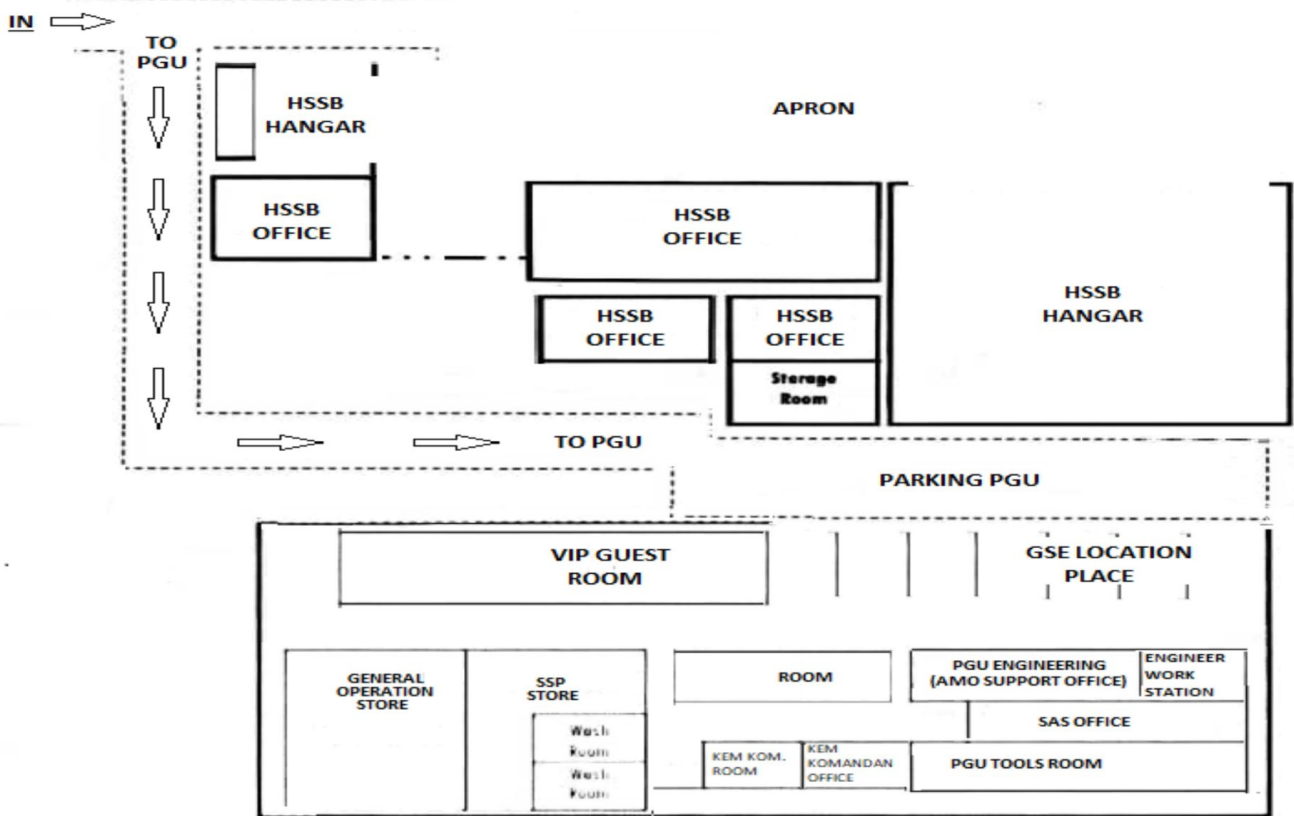 IN
TO
PGU
HSSB
HANGAR
APRON
HSSB
OFFICE
HSSB
OFFICE
HSSB
HANGAR
HSSB
OFFICE
HSSB
OFFICE
Storage
Room
TO PGU
PARKING PGU
VIP GUEST
ROOM
GSE LOCATION
PLACE
GENERAL
OPERATION
STORE
SSP
STORE
Wash
Room
Wash
Room
ROOM
PGU ENGINEERING
(AMO SUPPORT OFFICE)
ENGINEER
WORK
STATION
SAS OFFICE
KEM KOM.
ROOM
KEM
KOMANDAN
OFFICE
PGU TOOLS ROOM